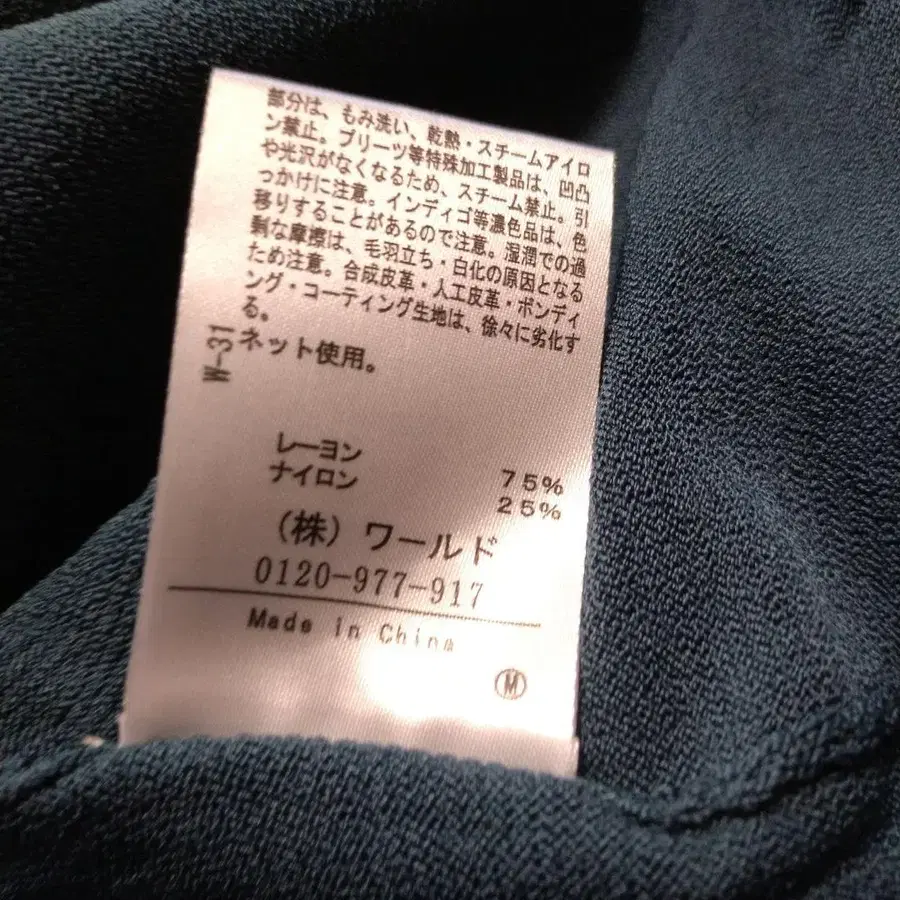 部分は、もみ洗い、乾熱・スチームアイロ
ン禁止。プリーツ等特殊加工製品は、凹凸
や光沢がなくなるため、スチーム禁止。引
っかけに注意。インディゴ等濃色品は、色
移りすることがあるので注意。湿潤での過
剰な摩擦は、毛羽立ち・白化の原因となる
ため注意。合成皮革・人工皮革・ボンディ
ング・コーティング生地は、徐々に劣化す
る。
ネット使用。
W-31
レーヨン 75%
ナイロン 25%
(株)ワールド
0120-977-917
Made in China
M